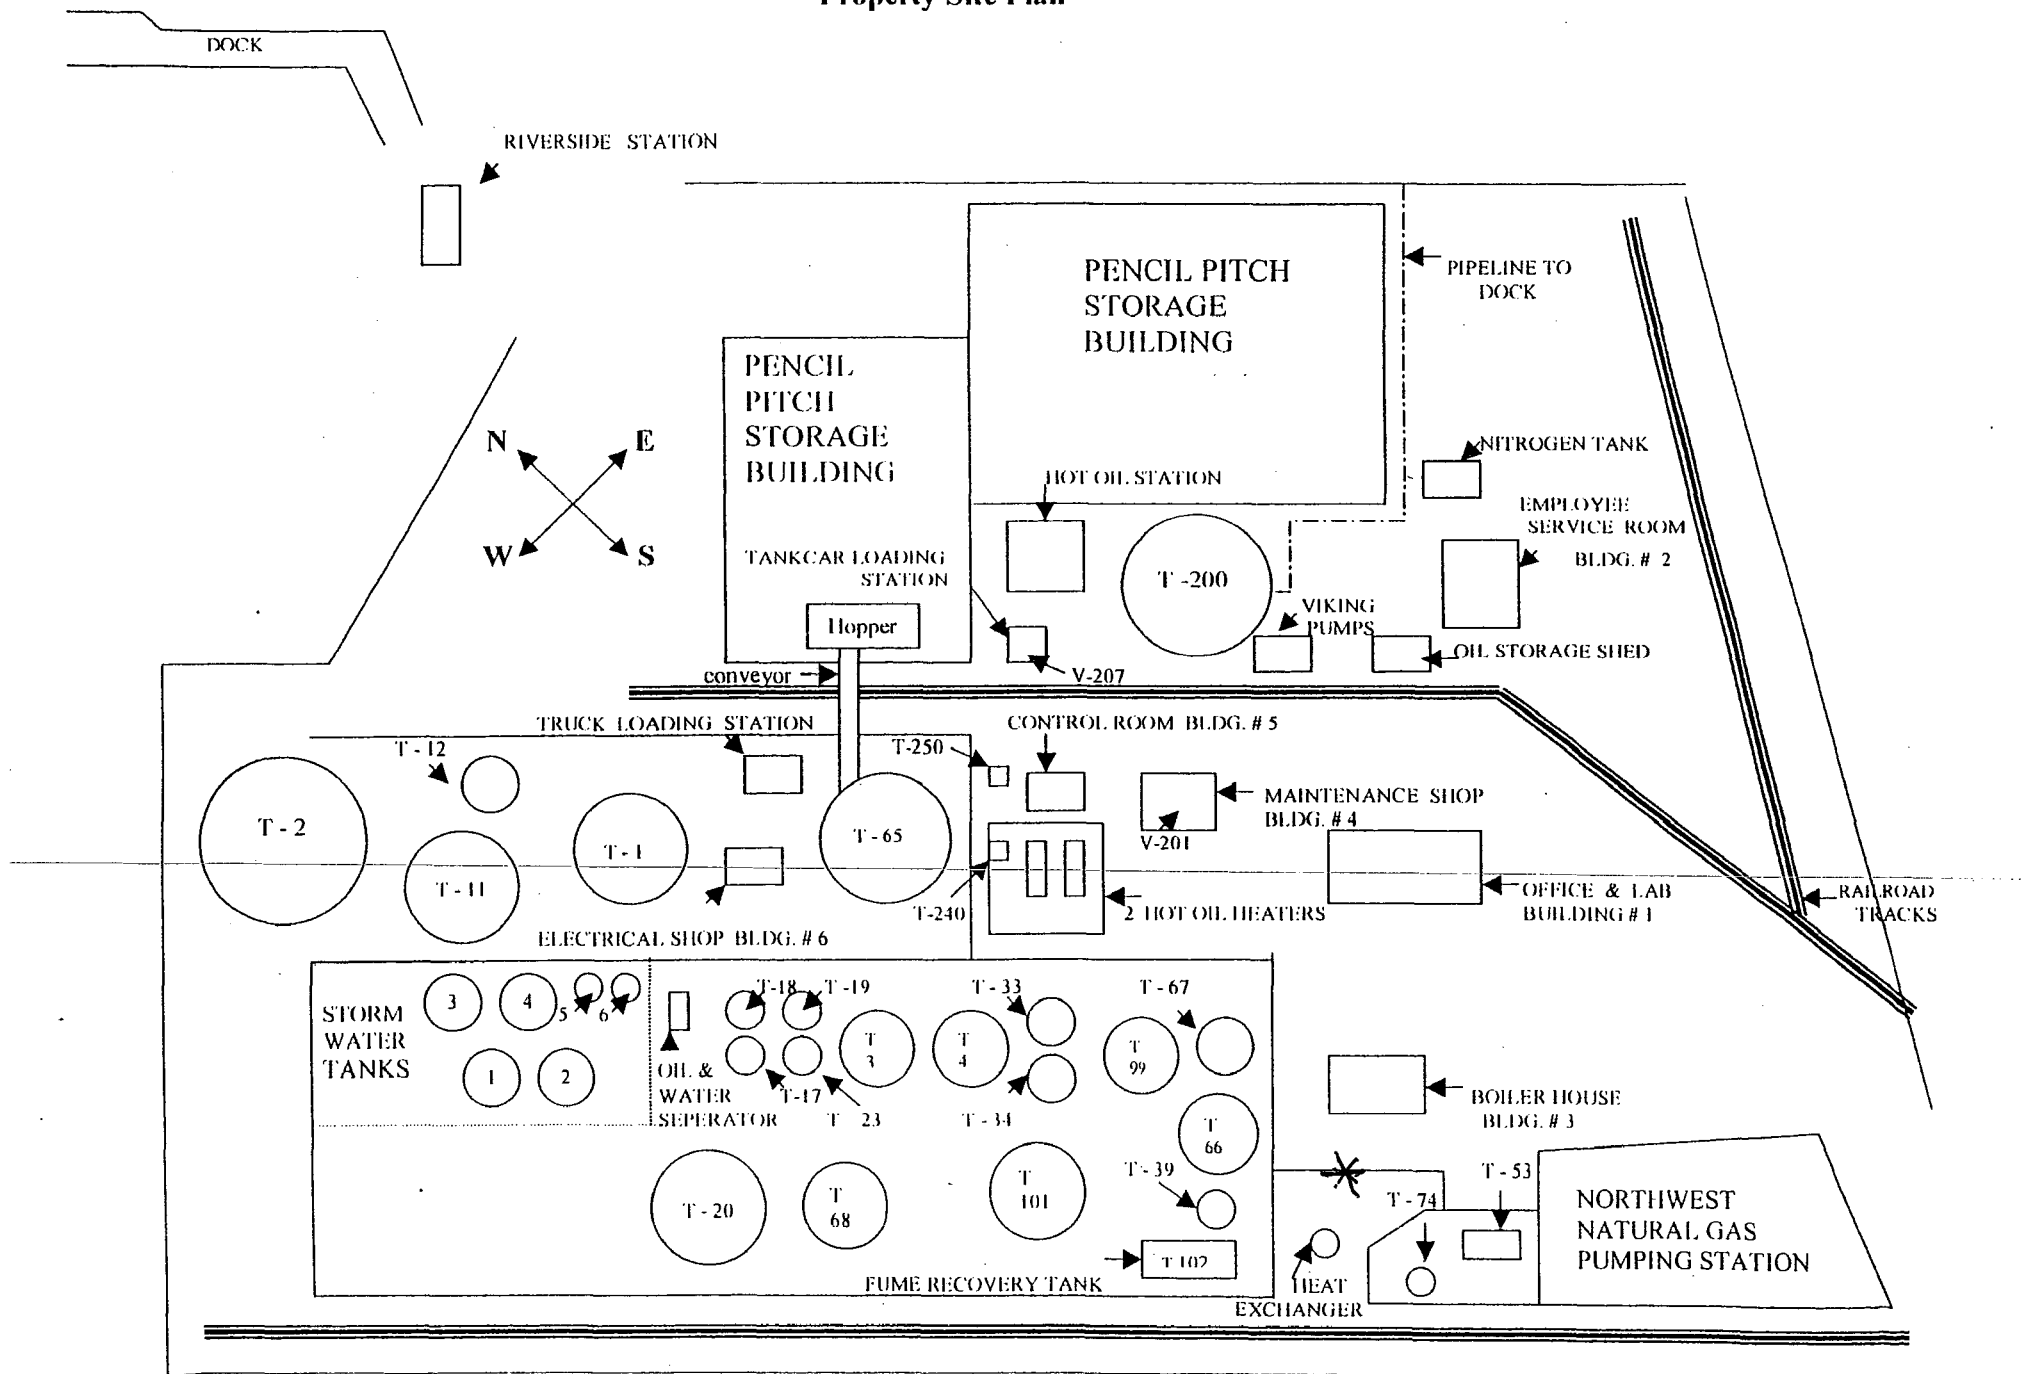 Property Site Plan
DOCK
RIVERSIDE STATION
PENCIL PITCH
STORAGE
BUILDING
PIPELINE TO
DOCK
PENCIL
PITCH
STORAGE
BUILDING
N
E
W
S
NITROGEN TANK
HOT OIL STATION
EMPLOYEE
SERVICE ROOM
BLDG. # 2
TANKCAR LOADING
STATION
T -200
VIKING
PUMPS
Hopper
OIL STORAGE SHED
conveyor
V-207
TRUCK LOADING STATION
CONTROL ROOM BLDG. # 5
T - 12
T-250
MAINTENANCE SHOP
BLDG. # 4
T - 2
T - 65
V-201
T - 1
T - 11
T-240
2 HOT OIL HEATERS
OFFICE & LAB
BUILDING # 1
RAILROAD
TRACKS
ELECTRICAL SHOP BLDG. # 6
3
4
5
6
STORM
WATER
TANKS
1
2
T-18
T - 19
T - 33
T - 67
T
3
T
4
T
99
OIL &
WATER
SEPERATOR
T-17
T 23
T - 34
BOILER HOUSE
BLDG. # 3
T
66
T - 39
T - 53
T - 74
T - 20
T
68
T
101
T 102
NORTHWEST
NATURAL GAS
PUMPING STATION
FUME RECOVERY TANK
HEAT
EXCHANGER